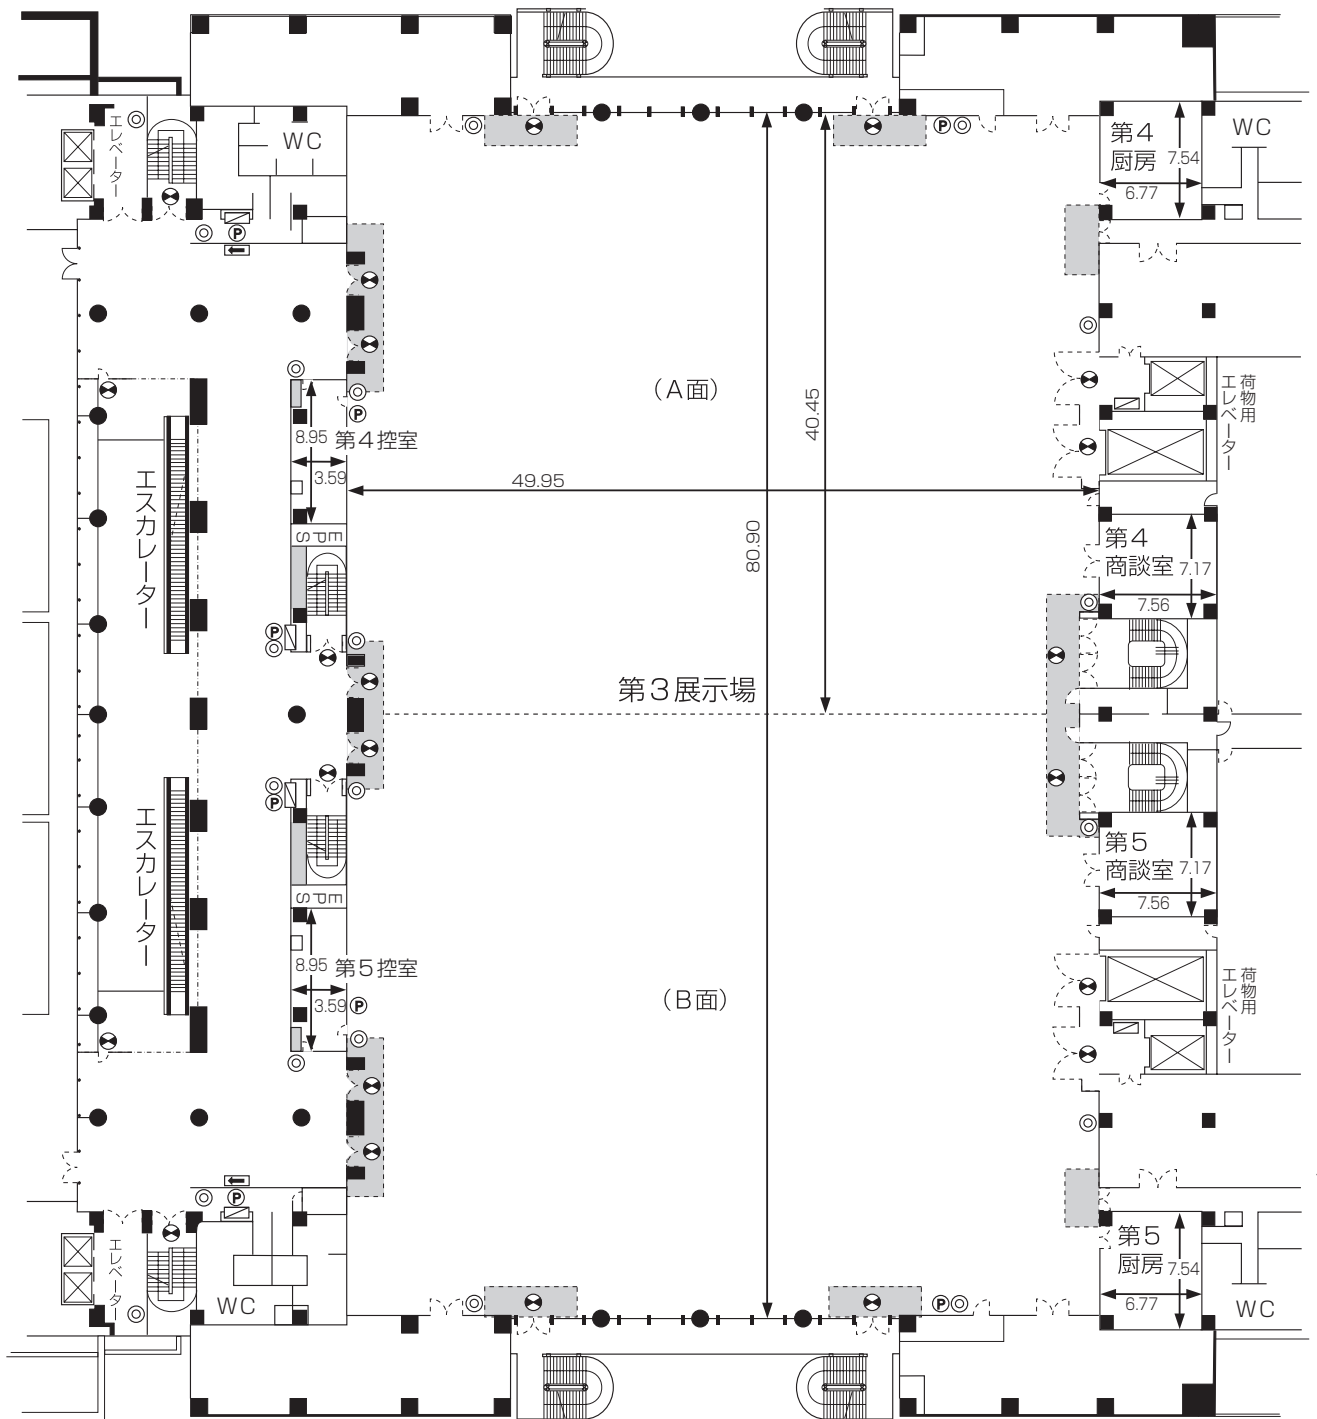 エレベーター
WC
P
第4
厨房
7.54
6.77
WC
(A面)
40.45
荷物用
エレベーター
P
8.95
第4控室
3.59
49.95
エスカレーター
80.90
EPS
第4
商談室
7.17
7.56
P
P
第3展示場
P
エスカレーター
第5
商談室
7.17
7.56
EPS
8.95
第5控室
3.59
P
(B面)
荷物用
エレベーター
P
エレベーター
WC
P
第5
厨房
7.54
6.77
WC